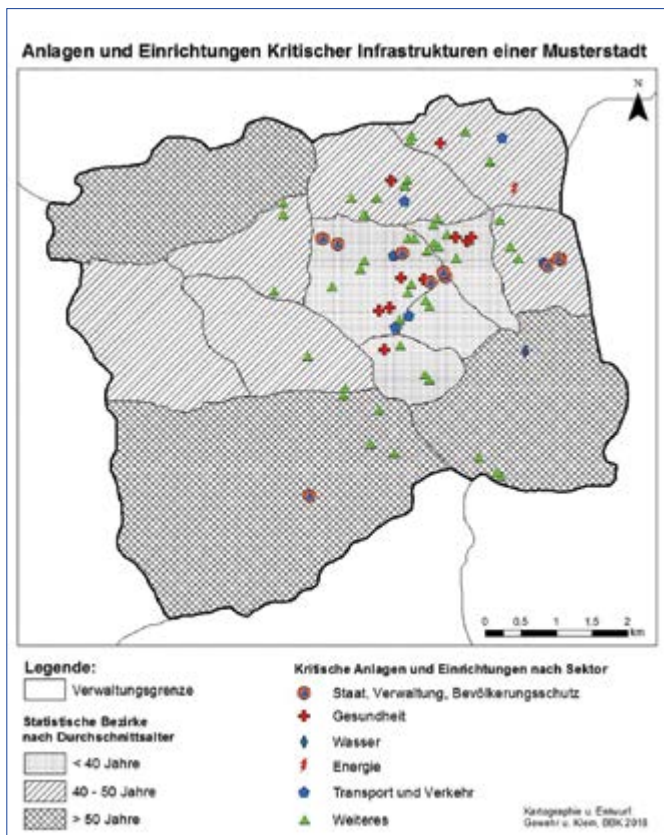 Anlagen und Einrichtungen Kritischer Infrastrukturen einer Musterstadt
N
0 0.5 1 1.5 2
km
Legende:
Verwaltungsgrenze
Statistische Bezirke
nach Durchschnittsalter
< 40 Jahre
40 - 50 Jahre
> 50 Jahre
Kritische Anlagen und Einrichtungen nach Sektor
Staat, Verwaltung, Bevölkerungsschutz
Gesundheit
Wasser
Energie
Transport und Verkehr
Weiteres
Kartographie u. Entwurf:
Gewehr u. Klem, BBK 2018